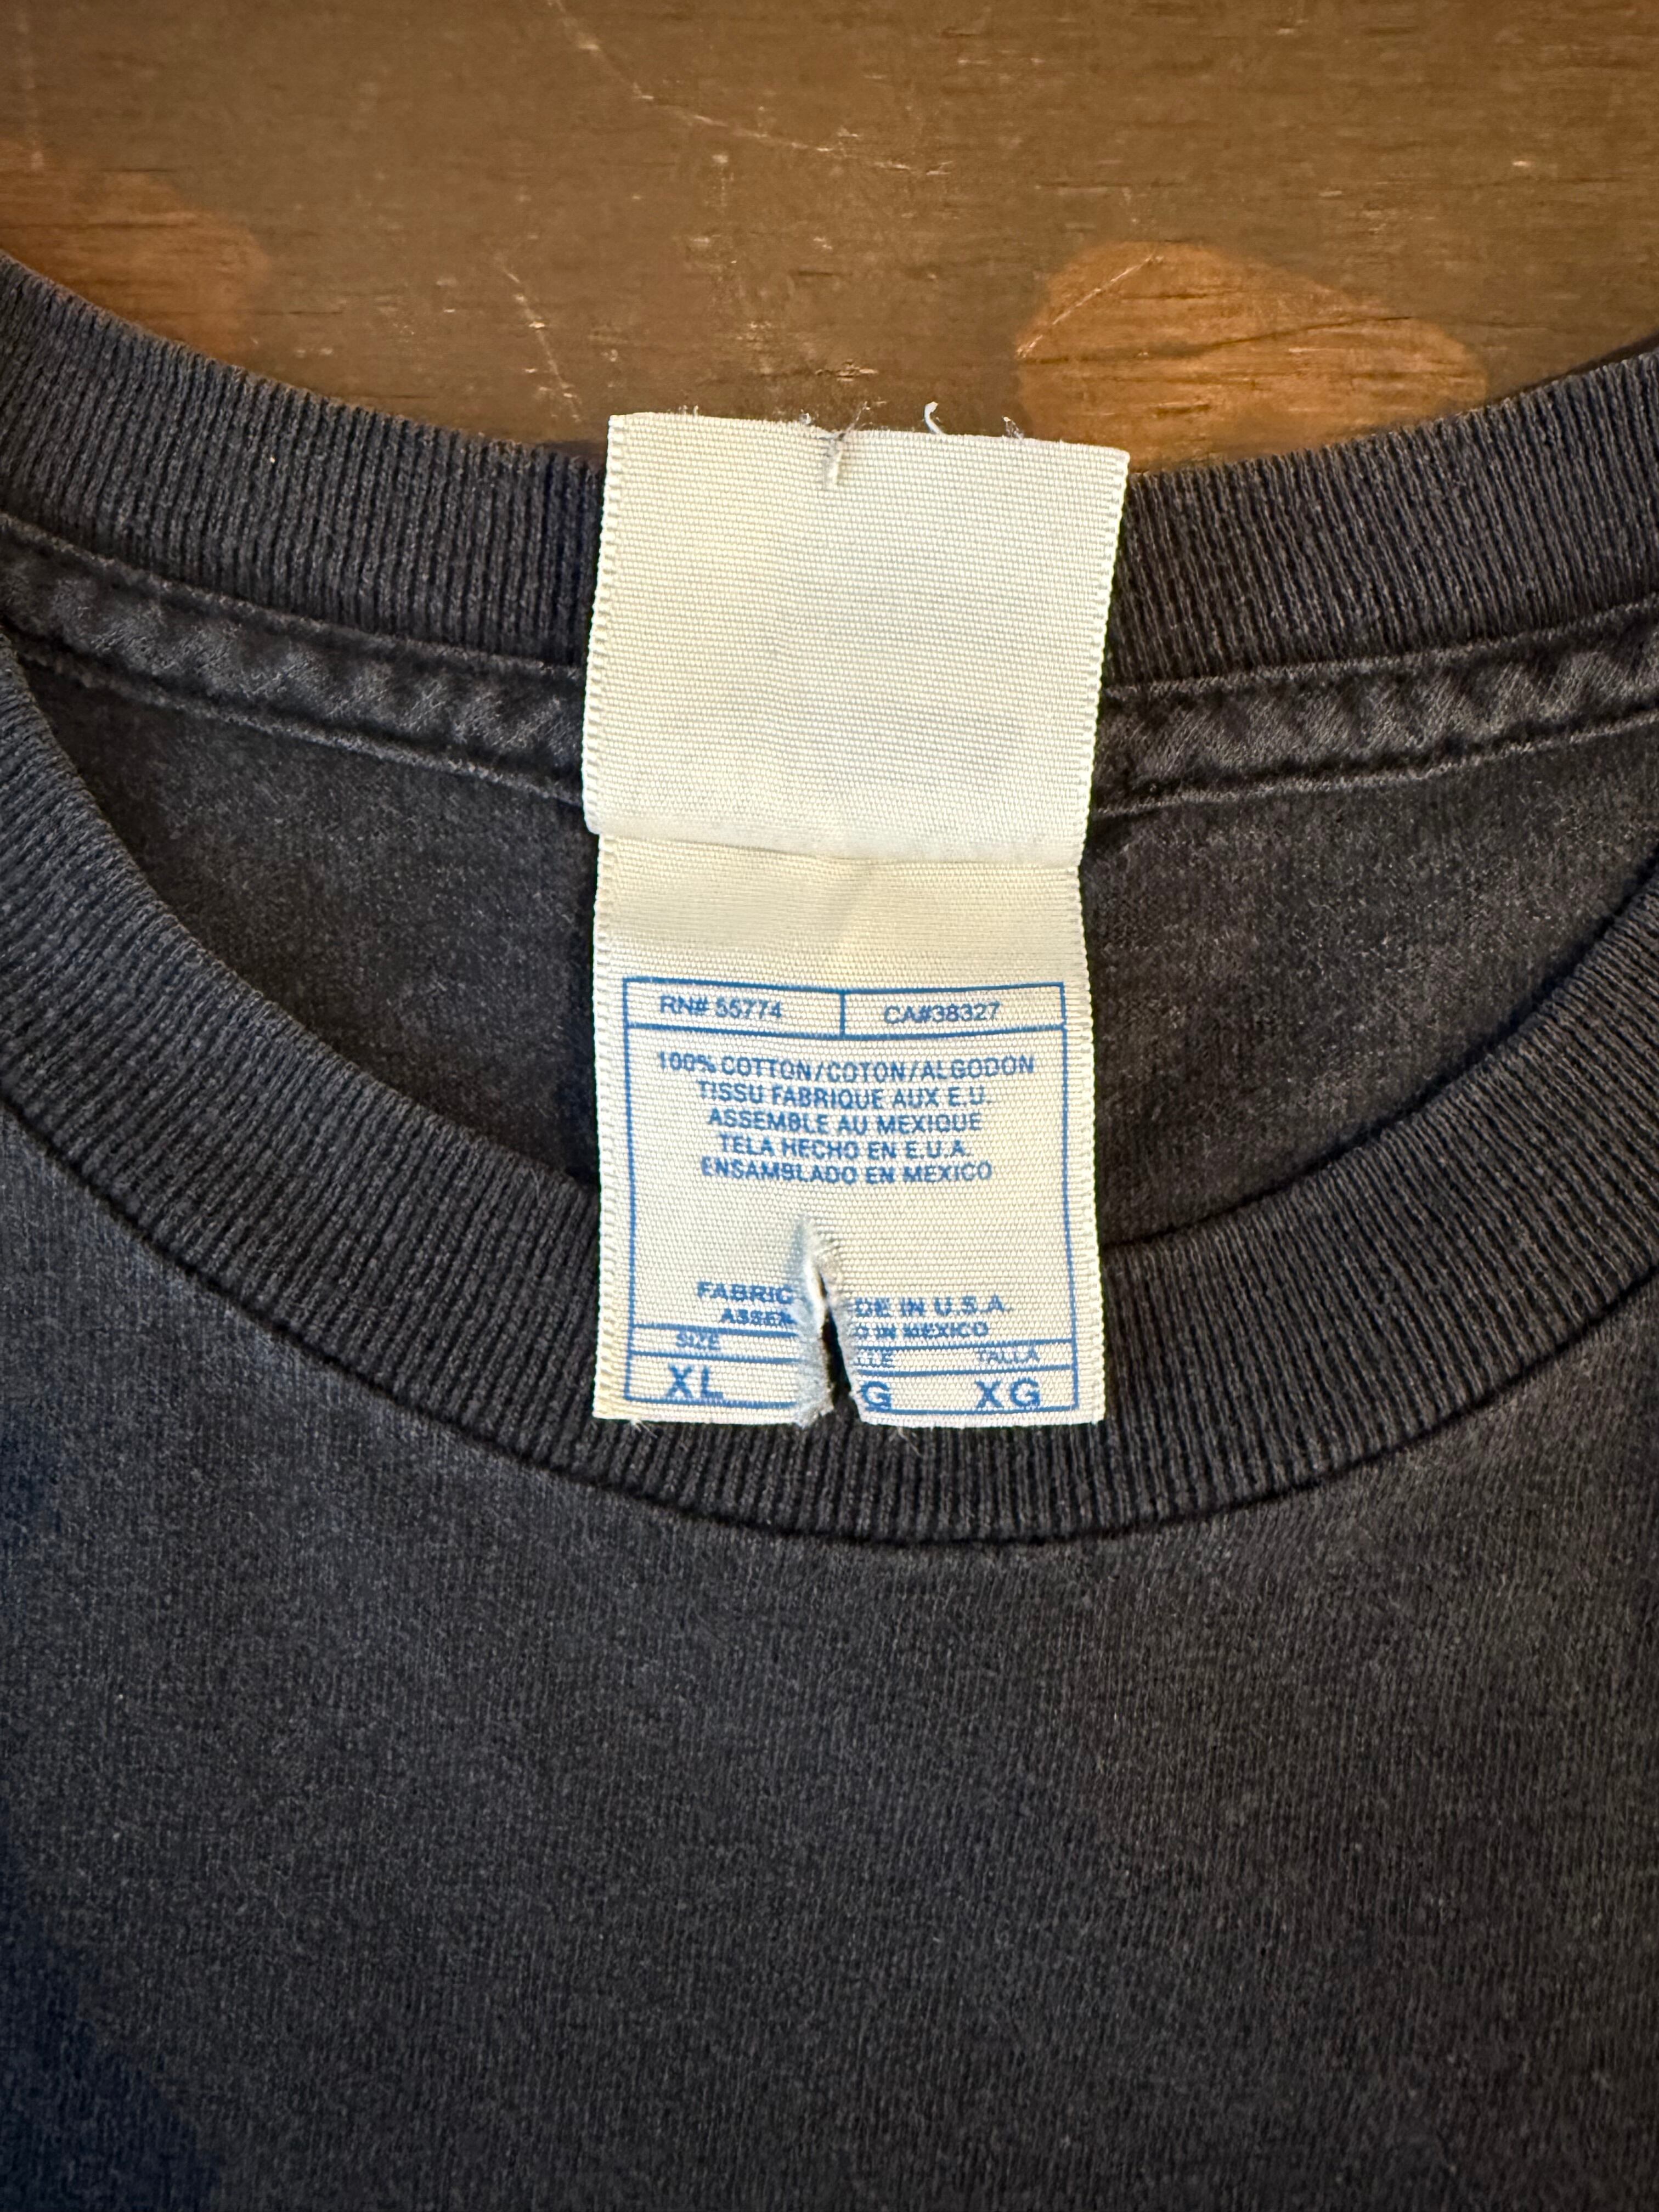 RN# 55774 CA#38327
100% COTTON/COTON/ALGODON
TISSU FABRIQUE AUX E.U.
ASSEMBLE AU MEXIQUE
TELA HECHO EN E.U.A.
ENSAMBLADO EN MEXICO
FABRIC DE IN U.S.A.
ASSEM D IN MEXICO
SIZE TALLA
XL G XG